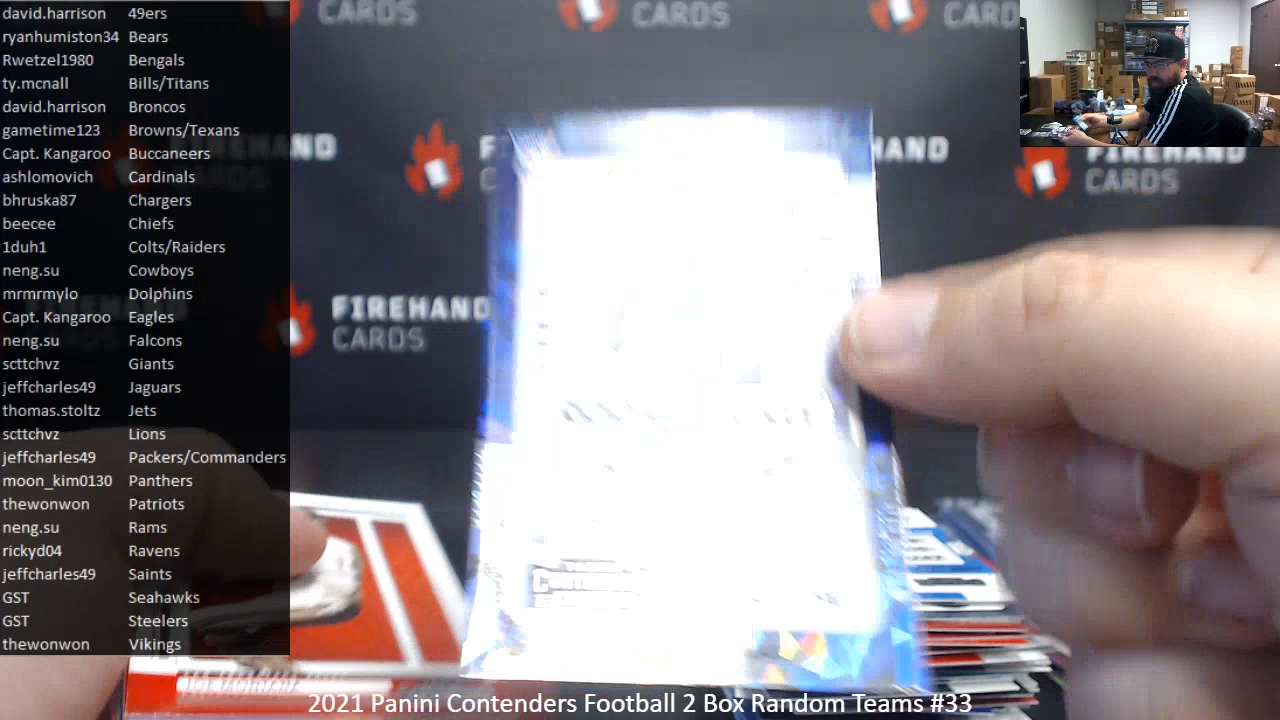 david.harrison 49ers
ryanhumiston34 Bears
Rwetzel1980 Bengals
ty.mcnall Bills/Titans
david.harrison Broncos
gametime123 Browns/Texans
Capt. Kangaroo Buccaneers
ashlomovich Cardinals
bhruska87 Chargers
beecee Chiefs
1duh1 Colts/Raiders
neng.su Cowboys
mrmrmylo Dolphins
Capt. Kangaroo Eagles
neng.su Falcons
scttchvz Giants
jeffcharles49 Jaguars
thomas.stoltz Jets
scttchvz Lions
jeffcharles49 Packers/Commanders
moon_kim0130 Panthers
thewonwon Patriots
neng.su Rams
rickyd04 Ravens
jeffcharles49 Saints
GST Seahawks
GST Steelers
thewonwon Vikings
CARDS
CARDS
CARD
FIREHAND
CARDS
HAND
FIREHAND
CARDS
FIREHAND
CARDS
2021 Panini Contenders Football 2 Box Random Teams #33